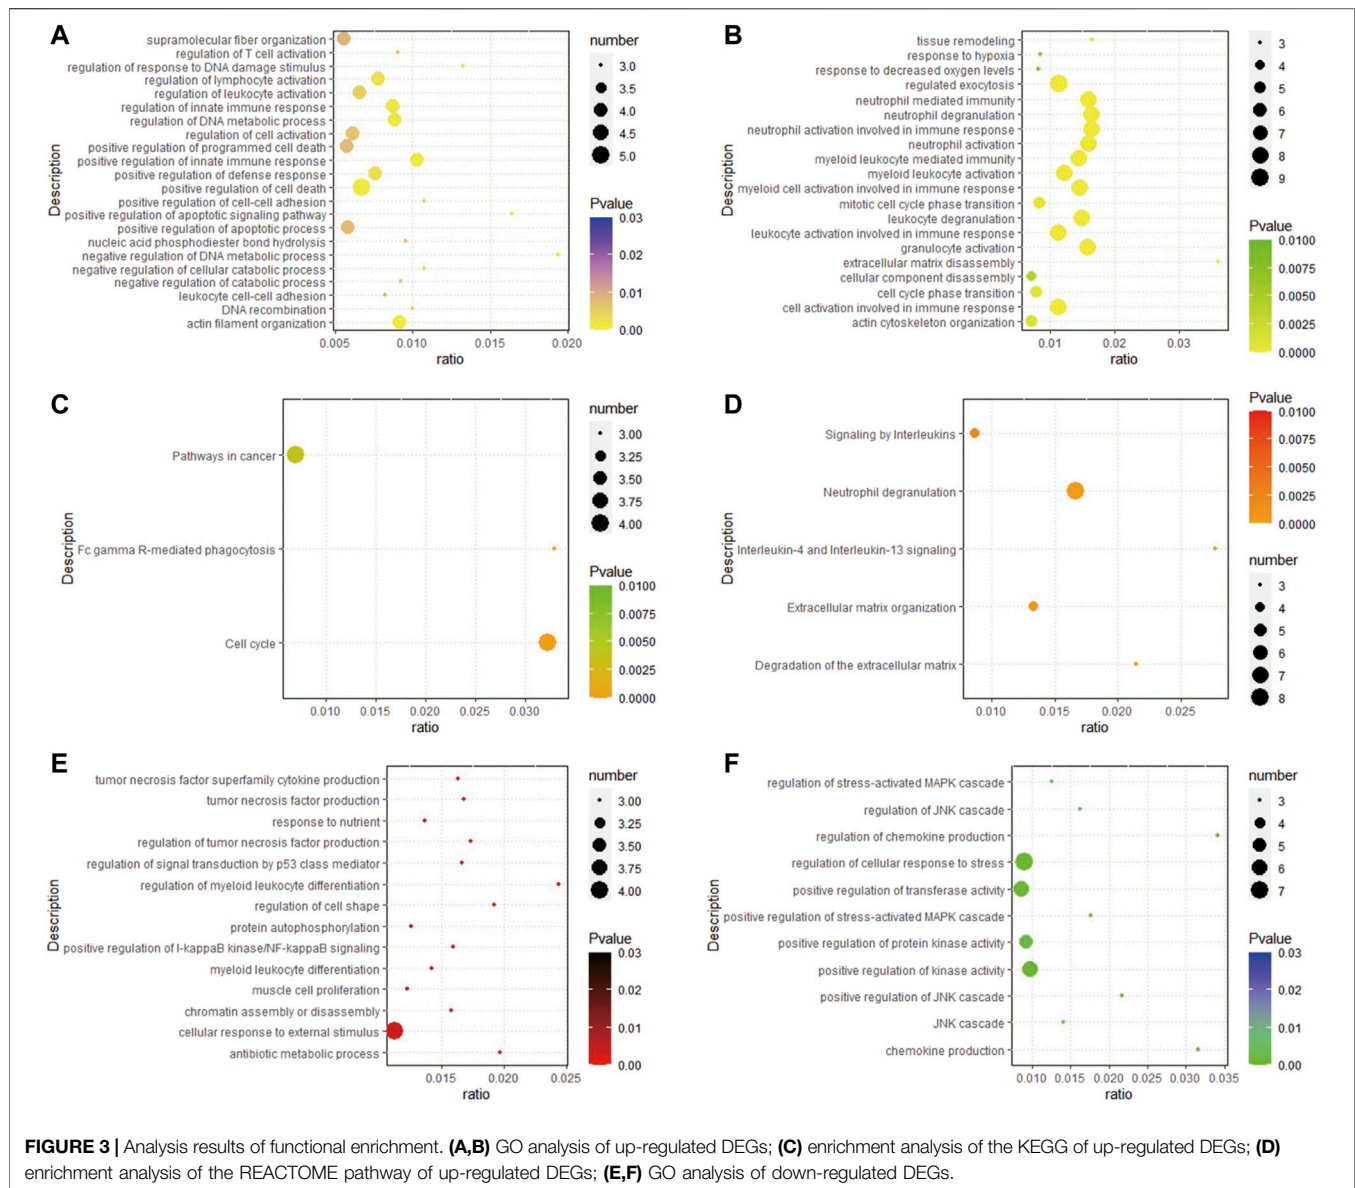 A
Description
supramolecular fiber organization
regulation of T cell activation
regulation of response to DNA damage stimulus
regulation of lymphocyte activation
regulation of leukocyte activation
regulation of innate immune response
regulation of DNA metabolic process
regulation of cell activation
positive regulation of programmed cell death
positive regulation of innate immune response
positive regulation of defense response
positive regulation of cell death
positive regulation of cell-cell adhesion
positive regulation of apoptotic signaling pathway
positive regulation of apoptotic process
nucleic acid phosphodiester bond hydrolysis
negative regulation of DNA metabolic process
negative regulation of cellular catabolic process
negative regulation of catabolic process
leukocyte cell-cell adhesion
DNA recombination
actin filament organization
0.005 0.010 0.015 0.020
ratio
number
3.0
3.5
4.0
4.5
5.0
Pvalue
0.03
0.02
0.01
0.00
B
Description
tissue remodeling
response to hypoxia
response to decreased oxygen levels
regulated exocytosis
neutrophil mediated immunity
neutrophil degranulation
neutrophil activation involved in immune response
neutrophil activation
myeloid leukocyte mediated immunity
myeloid leukocyte activation
myeloid cell activation involved in immune response
mitotic cell cycle phase transition
leukocyte degranulation
leukocyte activation involved in immune response
granulocyte activation
extracellular matrix disassembly
cellular component disassembly
cell cycle phase transition
cell activation involved in immune response
actin cytoskeleton organization
0.01 0.02 0.03
ratio
3
4
5
6
7
8
9
Pvalue
0.0100
0.0075
0.0050
0.0025
0.0000
C
Description
Pathways in cancer
Fc gamma R-mediated phagocytosis
Cell cycle
0.010 0.015 0.020 0.025 0.030
ratio
number
3.00
3.25
3.50
3.75
4.00
Pvalue
0.0100
0.0075
0.0050
0.0025
0.0000
D
Description
Signaling by Interleukins
Neutrophil degranulation
Interleukin-4 and Interleukin-13 signaling
Extracellular matrix organization
Degradation of the extracellular matrix
0.010 0.015 0.020 0.025
ratio
Pvalue
0.0100
0.0075
0.0050
0.0025
0.0000
number
3
4
5
6
7
8
E
Description
tumor necrosis factor superfamily cytokine production
tumor necrosis factor production
response to nutrient
regulation of tumor necrosis factor production
regulation of signal transduction by p53 class mediator
regulation of myeloid leukocyte differentiation
regulation of cell shape
protein autophosphorylation
positive regulation of I-kappaB kinase/NF-kappaB signaling
myeloid leukocyte differentiation
muscle cell proliferation
chromatin assembly or disassembly
cellular response to external stimulus
antibiotic metabolic process
0.015 0.020 0.025
ratio
number
3.00
3.25
3.50
3.75
4.00
Pvalue
0.03
0.02
0.01
0.00
F
Description
regulation of stress-activated MAPK cascade
regulation of JNK cascade
regulation of chemokine production
regulation of cellular response to stress
positive regulation of transferase activity
positive regulation of stress-activated MAPK cascade
positive regulation of protein kinase activity
positive regulation of kinase activity
positive regulation of JNK cascade
JNK cascade
chemokine production
0.010 0.015 0.020 0.025 0.030 0.035
ratio
number
3
4
5
6
7
Pvalue
0.03
0.02
0.01
0.00
FIGURE 3 | Analysis results of functional enrichment. (A,B) GO analysis of up-regulated DEGs; (C) enrichment analysis of the KEGG of up-regulated DEGs; (D)
enrichment analysis of the REACTOME pathway of up-regulated DEGs; (E,F) GO analysis of down-regulated DEGs.